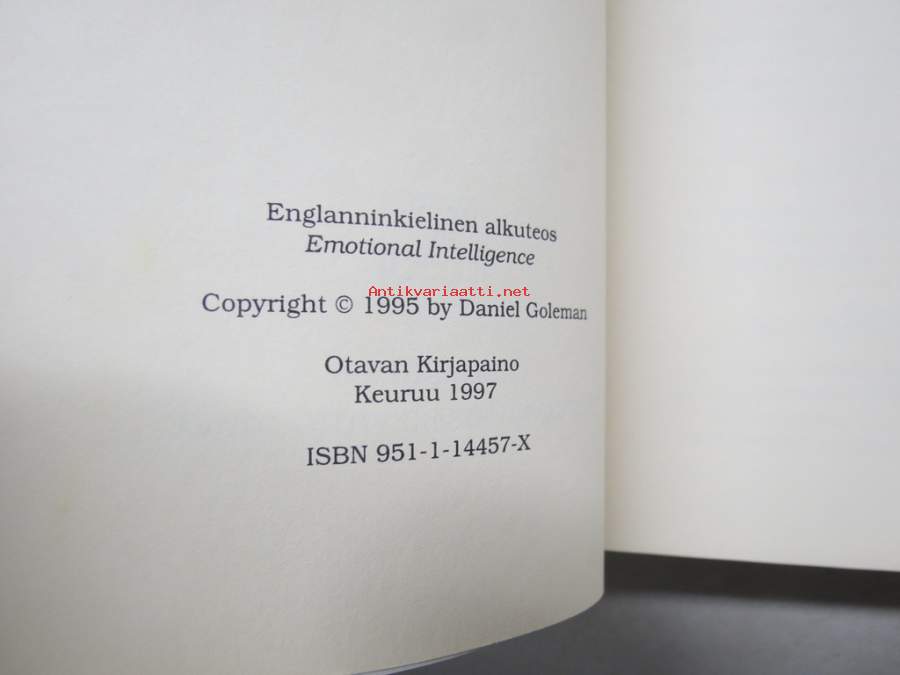 Englanninkielinen alkuteos
Emotional Intelligence
Antikvariaatti.net
Copyright © 1995 by Daniel Goleman
Otavan Kirjapaino
Keuruu 1997
ISBN 951-1-14457-X